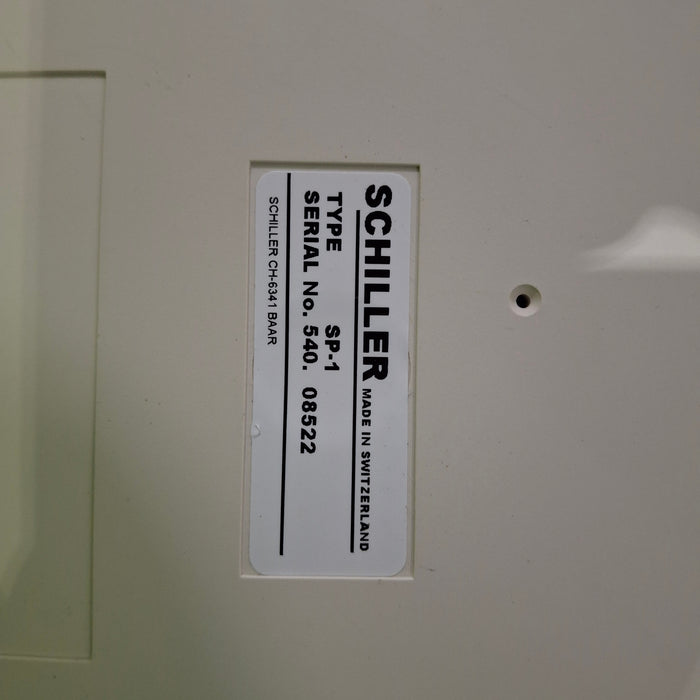 SCHILLER MADE IN SWITZERLAND
TYPE SP-1
SERIAL No. 540. 08522
SCHILLER CH-6341 BAAR